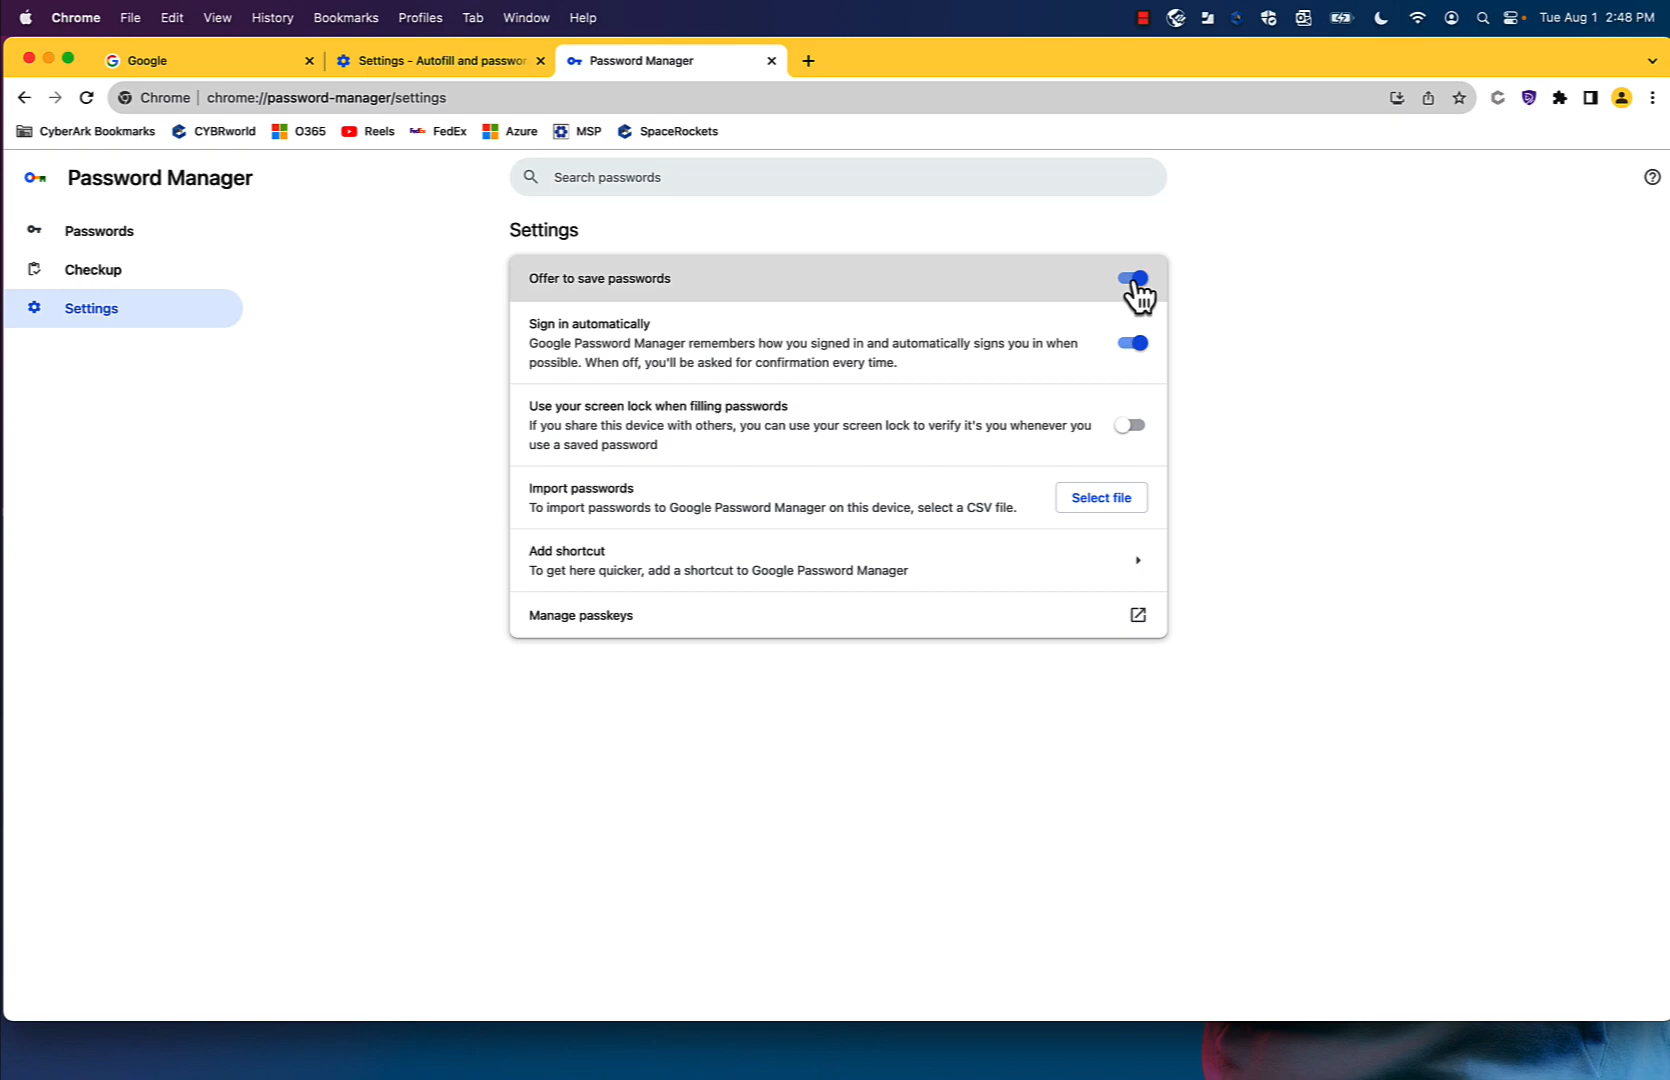 Chrome File Edit View History Bookmarks Profiles Tab Window Help Tue Aug 1 2:48 PM
Google Settings - Autofill and passwor Password Manager
Chrome chrome://password-manager/settings
CyberArk Bookmarks CYBRworld O365 Reels FedEx Azure MSP SpaceRockets
Password Manager Search passwords
Passwords
Checkup
Settings
Settings
Offer to save passwords
Sign in automatically
Google Password Manager remembers how you signed in and automatically signs you in when
possible. When off, you'll be asked for confirmation every time.
Use your screen lock when filling passwords
If you share this device with others, you can use your screen lock to verify it's you whenever you
use a saved password
Import passwords
To import passwords to Google Password Manager on this device, select a CSV file.
Select file
Add shortcut
To get here quicker, add a shortcut to Google Password Manager
Manage passkeys